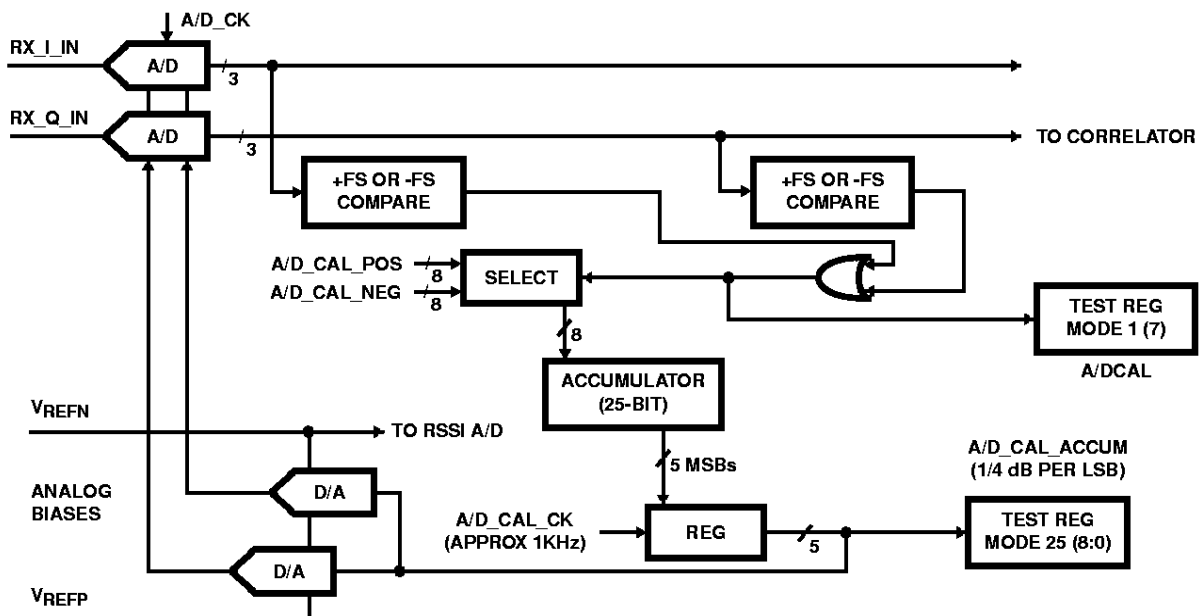 A/D_CK
RX_I_IN
A/D
3
RX_Q_IN
A/D
3
TO CORRELATOR
+FS OR -FS
COMPARE
+FS OR -FS
COMPARE
A/D_CAL_POS
8
A/D_CAL_NEG
8
SELECT
8
TEST REG
MODE 1 (7)
A/DCAL
ACCUMULATOR
(25-BIT)
VREFN
TO RSSI A/D
5 MSBs
A/D_CAL_ACCUM
(1/4 dB PER LSB)
ANALOG
BIASES
D/A
A/D_CAL_CK
(APPROX 1KHz)
REG
5
TEST REG
MODE 25 (8:0)
D/A
VREFP